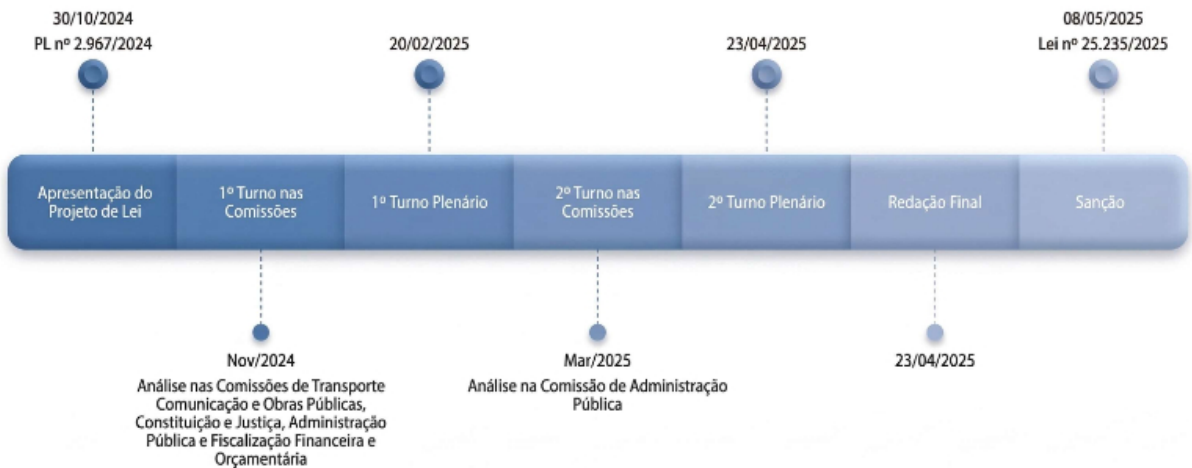 30/10/2024
PL nº 2.967/2024
20/02/2025
23/04/2025
08/05/2025
Lei nº 25.235/2025
Apresentação do
Projeto de Lei
1º Turno nas
Comissões
1º Turno Plenário
2º Turno nas
Comissões
2º Turno Plenário
Redação Final
Sanção
Nov/2024
Análise nas Comissões de Transporte
Comunicação e Obras Públicas,
Constituição e Justiça, Administração
Pública e Fiscalização Financeira e
Orçamentária
Mar/2025
Análise na Comissão de Administração
Pública
23/04/2025